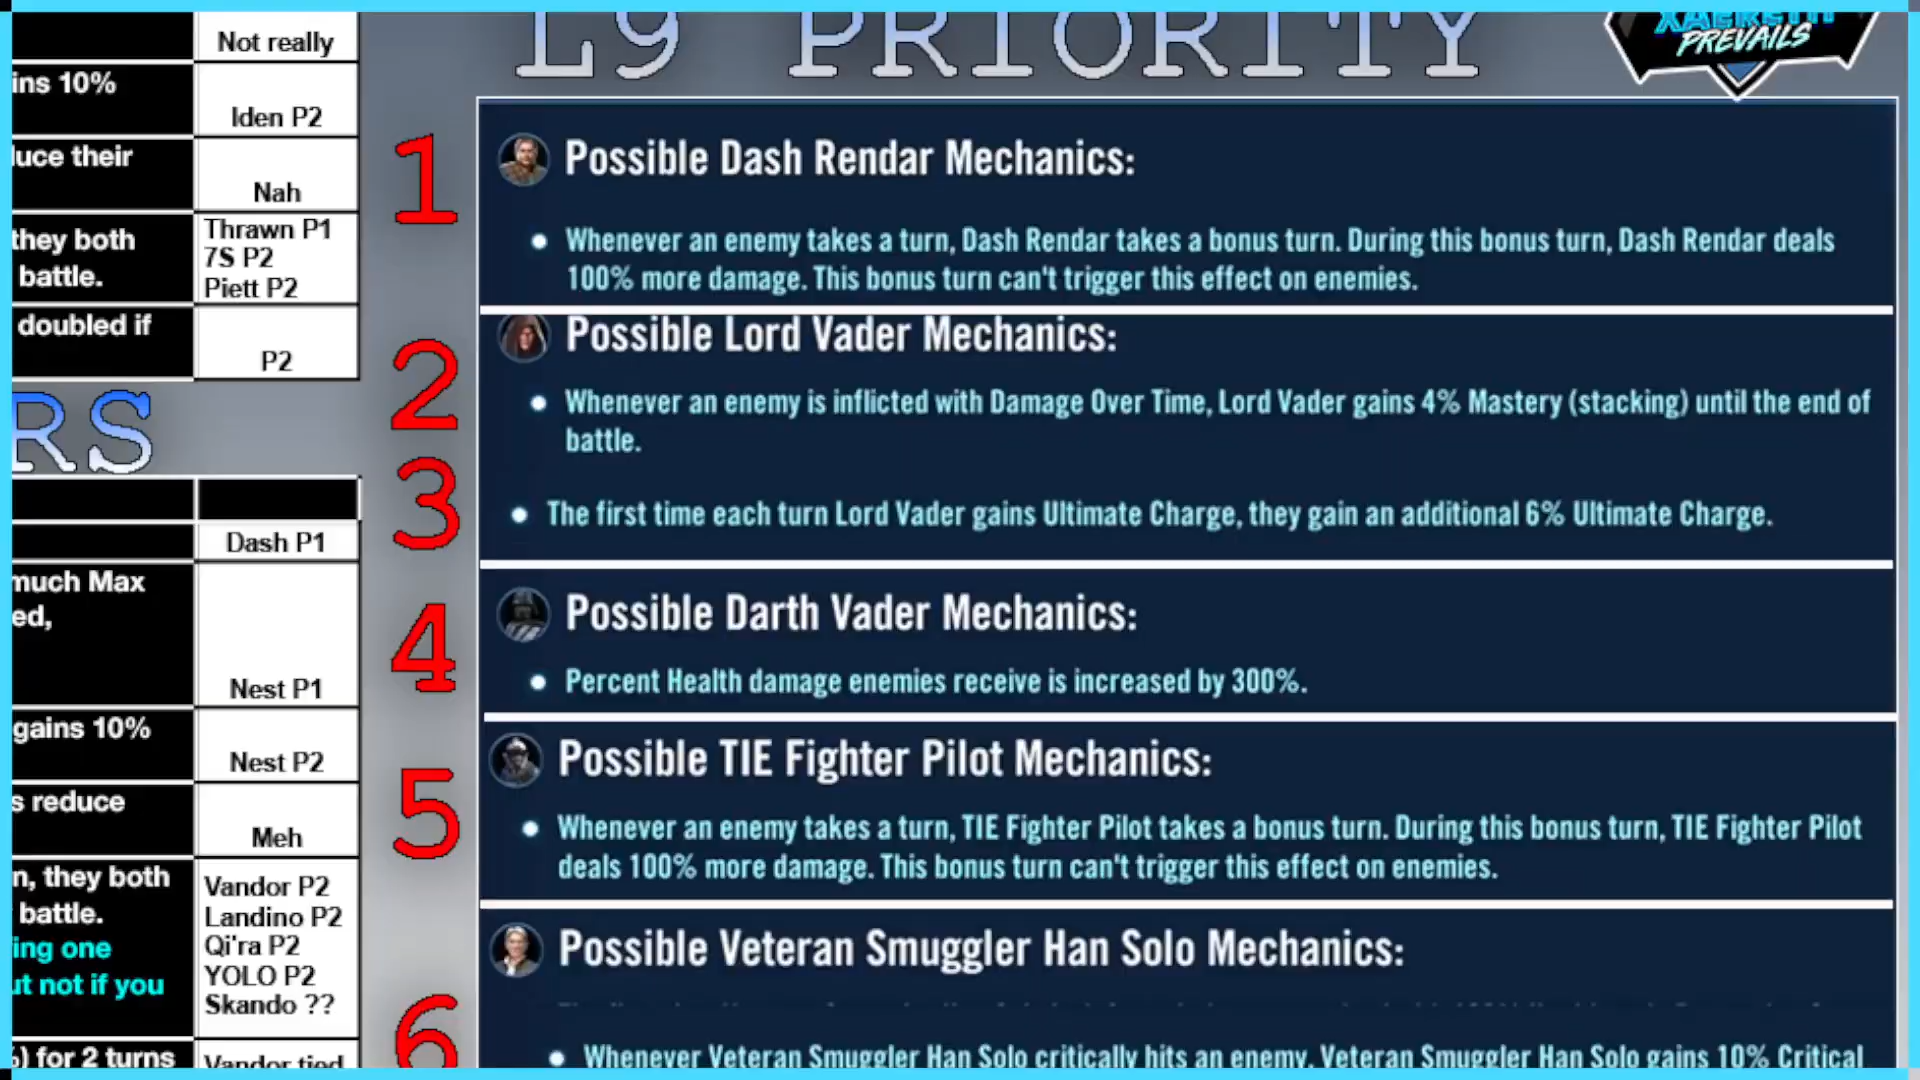 Not really
ins 10%
Iden P2
luce their
Nah
they both
battle.
Thrawn P1
7S P2
Piett P2
doubled if
P2
RS
Dash P1
much Max
ed,
Nest P1
gains 10%
Nest P2
s reduce
Meh
n, they both
battle.
ing one
ut not if you
Vandor P2
Landino P2
Qi'ra P2
YOLO P2
Skando ??
) for 2 turns
Vandor tied
L9 PRIORITY
PREVAILS
1
Possible Dash Rendar Mechanics:
Whenever an enemy takes a turn, Dash Rendar takes a bonus turn. During this bonus turn, Dash Rendar deals
100% more damage. This bonus turn can't trigger this effect on enemies.
2
Possible Lord Vader Mechanics:
Whenever an enemy is inflicted with Damage Over Time, Lord Vader gains 4% Mastery (stacking) until the end of
battle.
3
The first time each turn Lord Vader gains Ultimate Charge, they gain an additional 6% Ultimate Charge.
4
Possible Darth Vader Mechanics:
Percent Health damage enemies receive is increased by 300%.
5
Possible TIE Fighter Pilot Mechanics:
Whenever an enemy takes a turn, TIE Fighter Pilot takes a bonus turn. During this bonus turn, TIE Fighter Pilot
deals 100% more damage. This bonus turn can't trigger this effect on enemies.
6
Possible Veteran Smuggler Han Solo Mechanics:
Whenever Veteran Smuggler Han Solo critically hits an enemy, Veteran Smuggler Han Solo gains 10% Critical